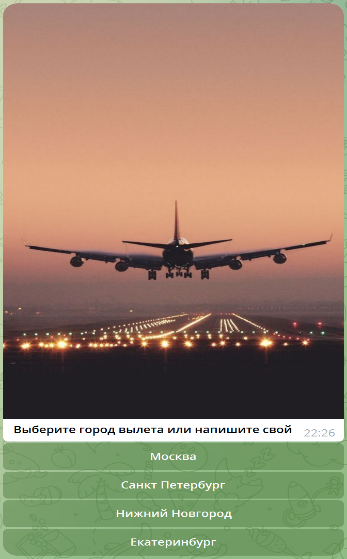 Выберите город вылета или напишите свой
22:26
Москва
Санкт Петербург
Нижний Новгород
Екатеринбург